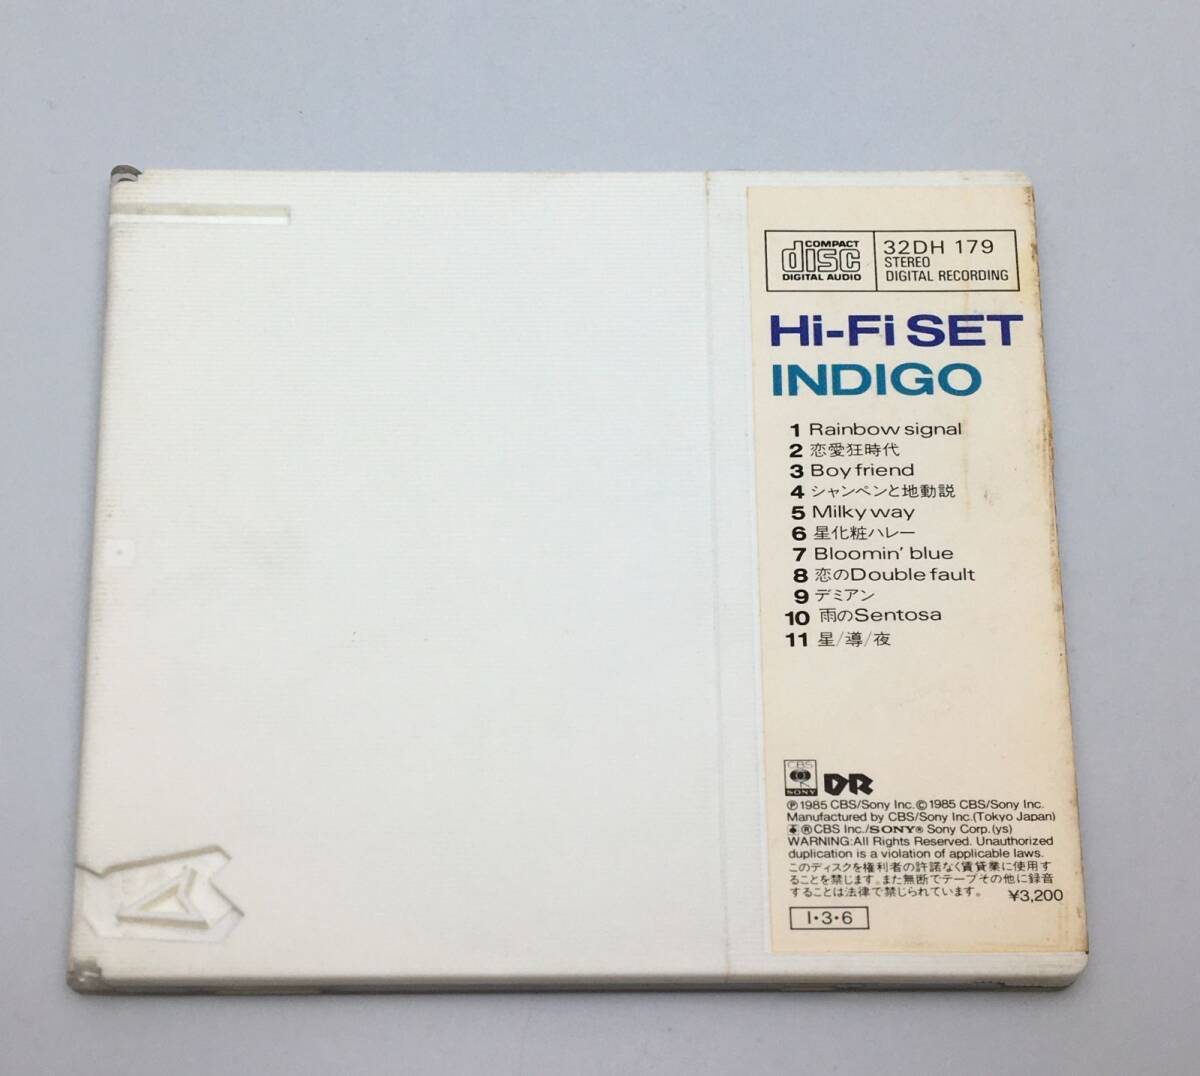 COMPACT
disc
DIGITAL AUDIO
32DH 179
STEREO
DIGITAL RECORDING
Hi-Fi SET
INDIGO
1 Rainbow signal
2 恋愛狂時代
3 Boy friend
4 シャンペンと地動説
5 Milky way
6 星化粧ハレー
7 Bloomin' blue
8 恋のDouble fault
9 デミアン
10 雨のSentosa
11 星/導/夜
CBS
SONY
DR
Ⓟ1985 CBS/Sony Inc.©1985 CBS/Sony Inc.
Manufactured by CBS/Sony Inc.(Tokyo Japan)
®CBS Inc./SONY® Sony Corp.(ys)
WARNING:All Rights Reserved. Unauthorized
duplication is a violation of applicable laws.
このディスクを権利者の許諾なく賃貸業に使用す
ることを禁じます。また無断でテープその他に録音
することは法律で禁じられています。 ¥3,200
I・3・6